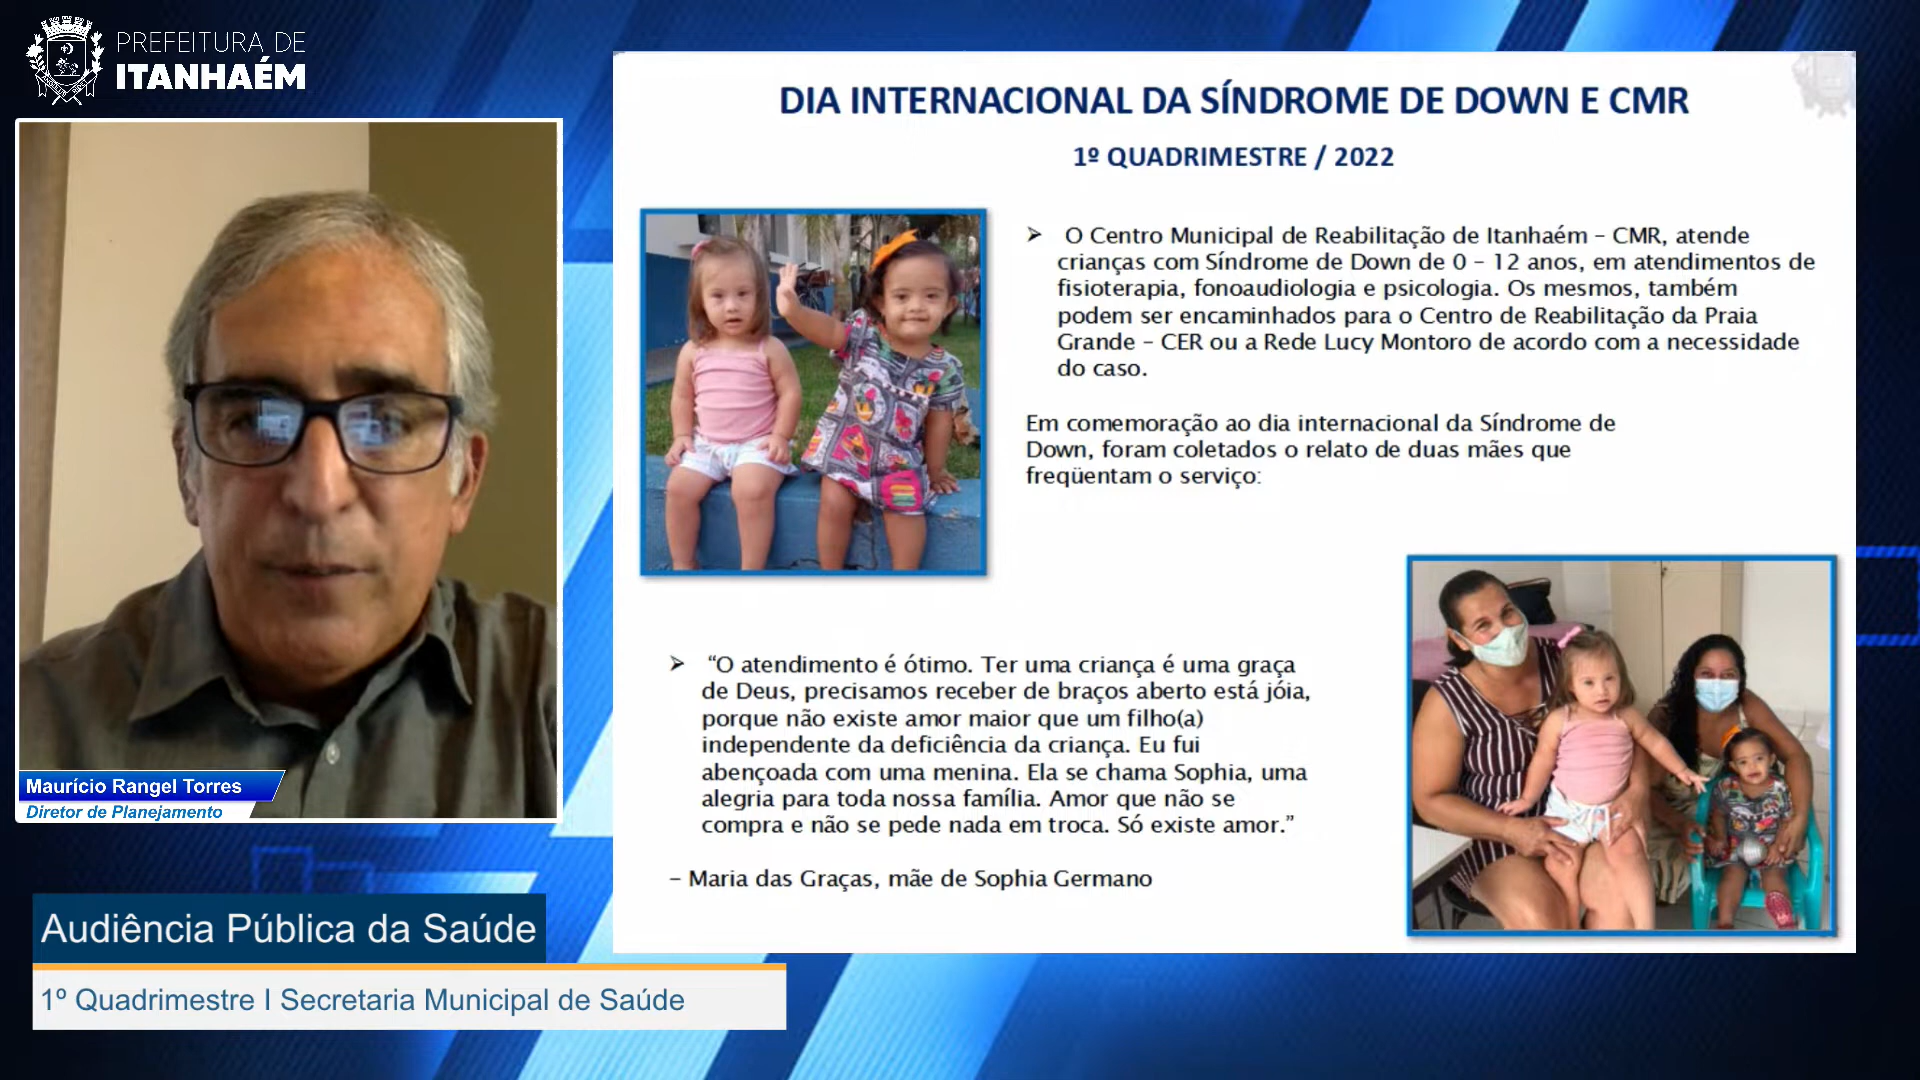 PREFEITURA DE
ITANHAÉM
DIA INTERNACIONAL DA SÍNDROME DE DOWN E CMR
1º QUADRIMESTRE / 2022
➢ O Centro Municipal de Reabilitação de Itanhaém – CMR, atende
crianças com Síndrome de Down de 0 – 12 anos, em atendimentos de
fisioterapia, fonoaudiologia e psicologia. Os mesmos, também
podem ser encaminhados para o Centro de Reabilitação da Praia
Grande – CER ou a Rede Lucy Montoro de acordo com a necessidade
do caso.
Em comemoração ao dia internacional da Síndrome de
Down, foram coletados o relato de duas mães que
freqüentam o serviço:
➢ “O atendimento é ótimo. Ter uma criança é uma graça
de Deus, precisamos receber de braços aberto está jóia,
porque não existe amor maior que um filho(a)
independente da deficiência da criança. Eu fui
abençoada com uma menina. Ela se chama Sophia, uma
alegria para toda nossa família. Amor que não se
compra e não se pede nada em troca. Só existe amor.”
– Maria das Graças, mãe de Sophia Germano
Maurício Rangel Torres
Diretor de Planejamento
Audiência Pública da Saúde
1º Quadrimestre I Secretaria Municipal de Saúde